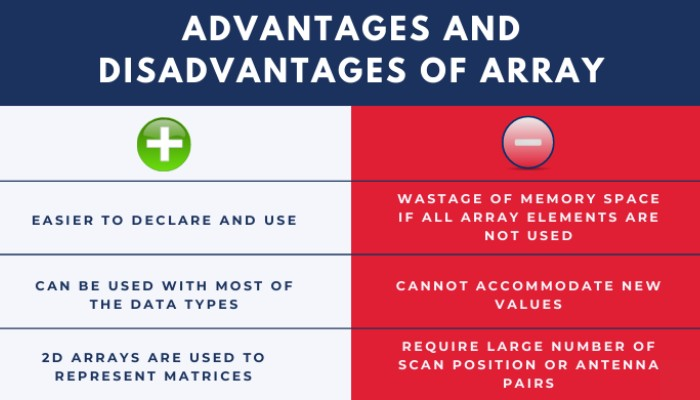 ADVANTAGES AND
DISADVANTAGES OF ARRAY
EASIER TO DECLARE AND USE
WASTAGE OF MEMORY SPACE
IF ALL ARRAY ELEMENTS ARE
NOT USED
CAN BE USED WITH MOST OF
THE DATA TYPES
CANNOT ACCOMMODATE NEW
VALUES
2D ARRAYS ARE USED TO
REPRESENT MATRICES
REQUIRE LARGE NUMBER OF
SCAN POSITION OR ANTENNA
PAIRS